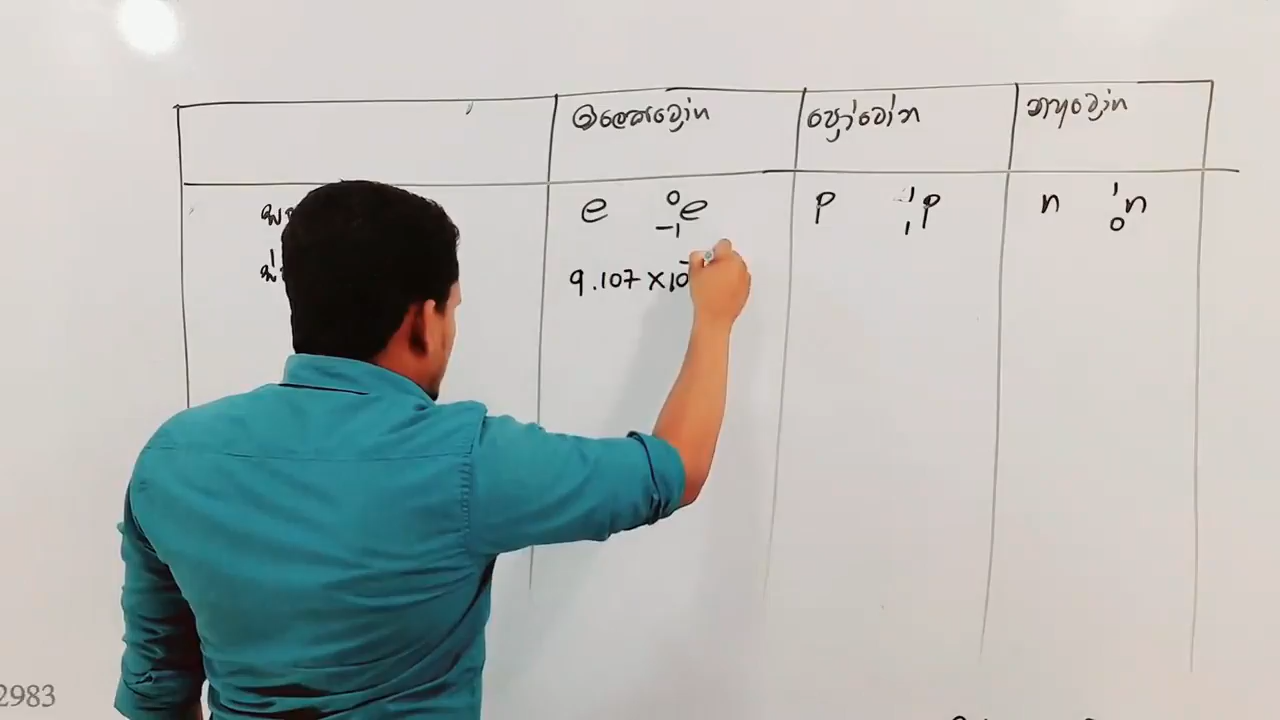 ඉලෙක්ට්‍රෝන ප්‍රෝටෝන නියුට්‍රෝන
e ⁰₋₁e p ¹₁p n ¹₀n
9.107 × 10
2983